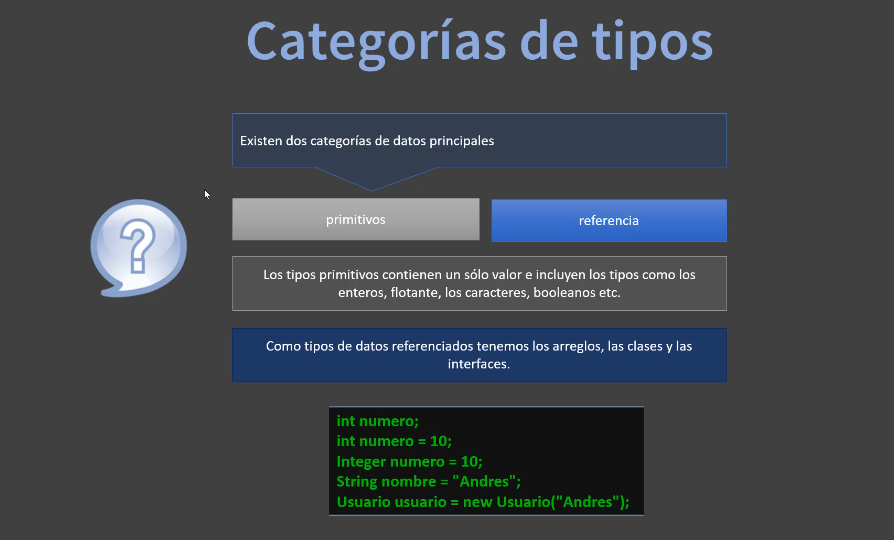 Categorías de tipos
Existen dos categorías de datos principales
primitivos
referencia
Los tipos primitivos contienen un sólo valor e incluyen los tipos como los
enteros, flotante, los caracteres, booleanos etc.
Como tipos de datos referenciados tenemos los arreglos, las clases y las
interfaces.
int numero;
int numero = 10;
Integer numero = 10;
String nombre = "Andres";
Usuario usuario = new Usuario("Andres");